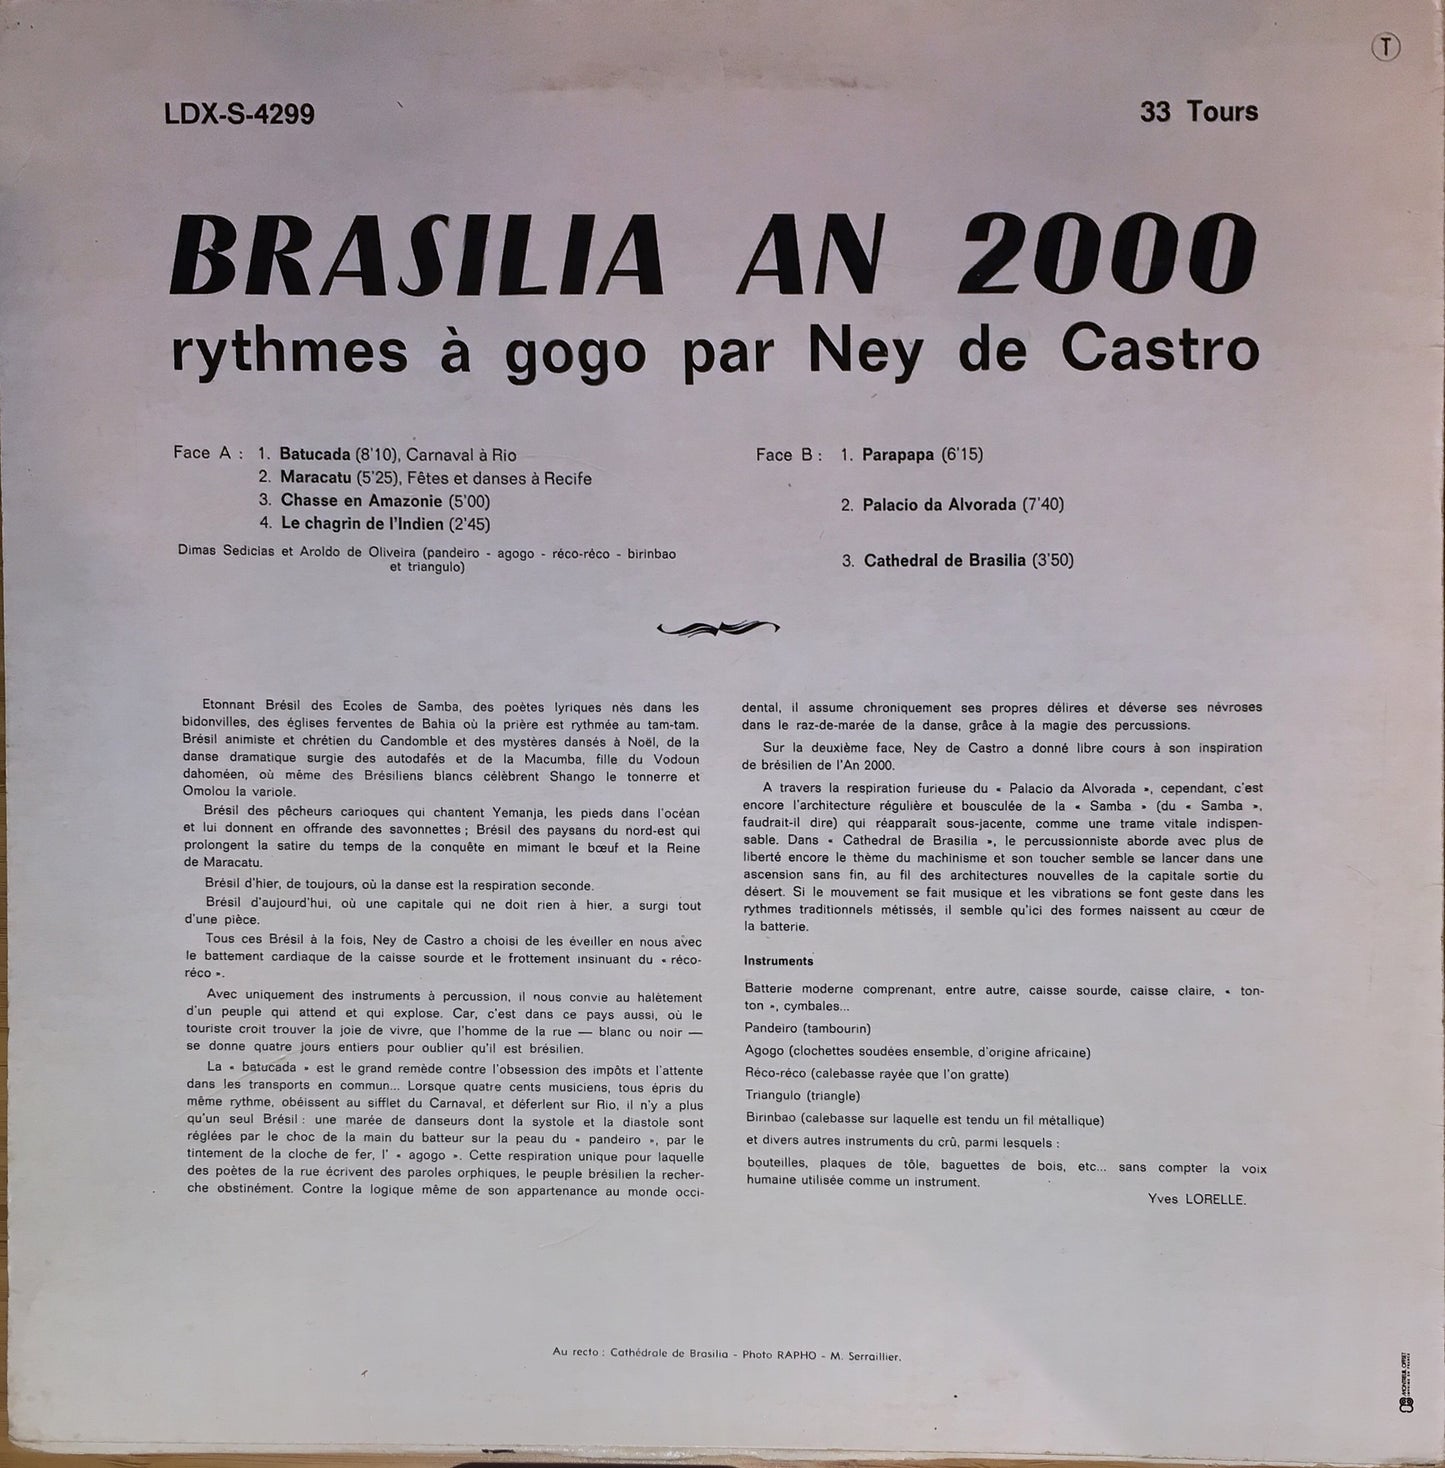 T
LDX-S-4299
33 Tours
BRASILIA AN 2000
rythmes à gogo par Ney de Castro
Face A : 1. Batucada (8'10), Carnaval à Rio
2. Maracatu (5'25), Fêtes et danses à Recife
3. Chasse en Amazonie (5'00)
4. Le chagrin de l'Indien (2'45)
Dimas Sedicias et Aroldo de Oliveira (pandeiro - agogo - réco-réco - birinbao
et triangulo)
Face B : 1. Parapapa (6'15)
2. Palacio da Alvorada (7'40)
3. Cathedral de Brasilia (3'50)
Etonnant Brésil des Ecoles de Samba, des poètes lyriques nés dans les
bidonvilles, des églises ferventes de Bahia où la prière est rythmée au tam-tam.
Brésil animiste et chrétien du Candomble et des mystères dansés à Noël, de la
danse dramatique surgie des autodafés et de la Macumba, fille du Vodoun
dahoméen, où même des Brésiliens blancs célèbrent Shango le tonnerre et
Omolou la variole.
Brésil des pêcheurs carioques qui chantent Yemanja, les pieds dans l'océan
et lui donnent en offrande des savonnettes ; Brésil des paysans du nord-est qui
prolongent la satire du temps de la conquête en mimant le bœuf et la Reine
de Maracatu.
Brésil d'hier, de toujours, où la danse est la respiration seconde.
Brésil d'aujourd'hui, où une capitale qui ne doit rien à hier, a surgi tout
d'une pièce.
Tous ces Brésil à la fois, Ney de Castro a choisi de les éveiller en nous avec
le battement cardiaque de la caisse sourde et le frottement insinuant du « réco-
réco ».
Avec uniquement des instruments à percussion, il nous convie au halètement
d'un peuple qui attend et qui explose. Car, c'est dans ce pays aussi, où le
touriste croit trouver la joie de vivre, que l'homme de la rue — blanc ou noir —
se donne quatre jours entiers pour oublier qu'il est brésilien.
La « batucada » est le grand remède contre l'obsession des impôts et l'attente
dans les transports en commun... Lorsque quatre cents musiciens, tous épris du
même rythme, obéissent au sifflet du Carnaval, et déferlent sur Rio, il n'y a plus
qu'un seul Brésil : une marée de danseurs dont la systole et la diastole sont
réglées par le choc de la main du batteur sur la peau du « pandeiro », par le
tintement de la cloche de fer, l' « agogo ». Cette respiration unique pour laquelle
des poètes de la rue écrivent des paroles orphiques, le peuple brésilien la recher-
che obstinément. Contre la logique même de son appartenance au monde occi-
dental, il assume chroniquement ses propres délires et déverse ses névroses
dans le raz-de-marée de la danse, grâce à la magie des percussions.
Sur la deuxième face, Ney de Castro a donné libre cours à son inspiration
de brésilien de l'An 2000.
A travers la respiration furieuse du « Palacio da Alvorada », cependant, c'est
encore l'architecture régulière et bousculée de la « Samba » (du « Samba »,
faudrait-il dire) qui réapparaît sous-jacente, comme une trame vitale indispen-
sable. Dans « Cathedral de Brasilia », le percussionniste aborde avec plus de
liberté encore le thème du machinisme et son toucher semble se lancer dans une
ascension sans fin, au fil des architectures nouvelles de la capitale sortie du
désert. Si le mouvement se fait musique et les vibrations se font geste dans les
rythmes traditionnels métissés, il semble qu'ici des formes naissent au cœur de
la batterie.
Instruments
Batterie moderne comprenant, entre autre, caisse sourde, caisse claire, « ton-
ton », cymbales...
Pandeiro (tambourin)
Agogo (clochettes soudées ensemble, d'origine africaine)
Réco-réco (calebasse rayée que l'on gratte)
Triangulo (triangle)
Birinbao (calebasse sur laquelle est tendu un fil métallique)
et divers autres instruments du crû, parmi lesquels :
bouteilles, plaques de tôle, baguettes de bois, etc... sans compter la voix
humaine utilisée comme un instrument.
Yves LORELLE.
Au recto : Cathédrale de Brasilia - Photo RAPHO - M. Serraillier.
MONTREUIL OFFSET
IMPRIMÉ EN FRANCE